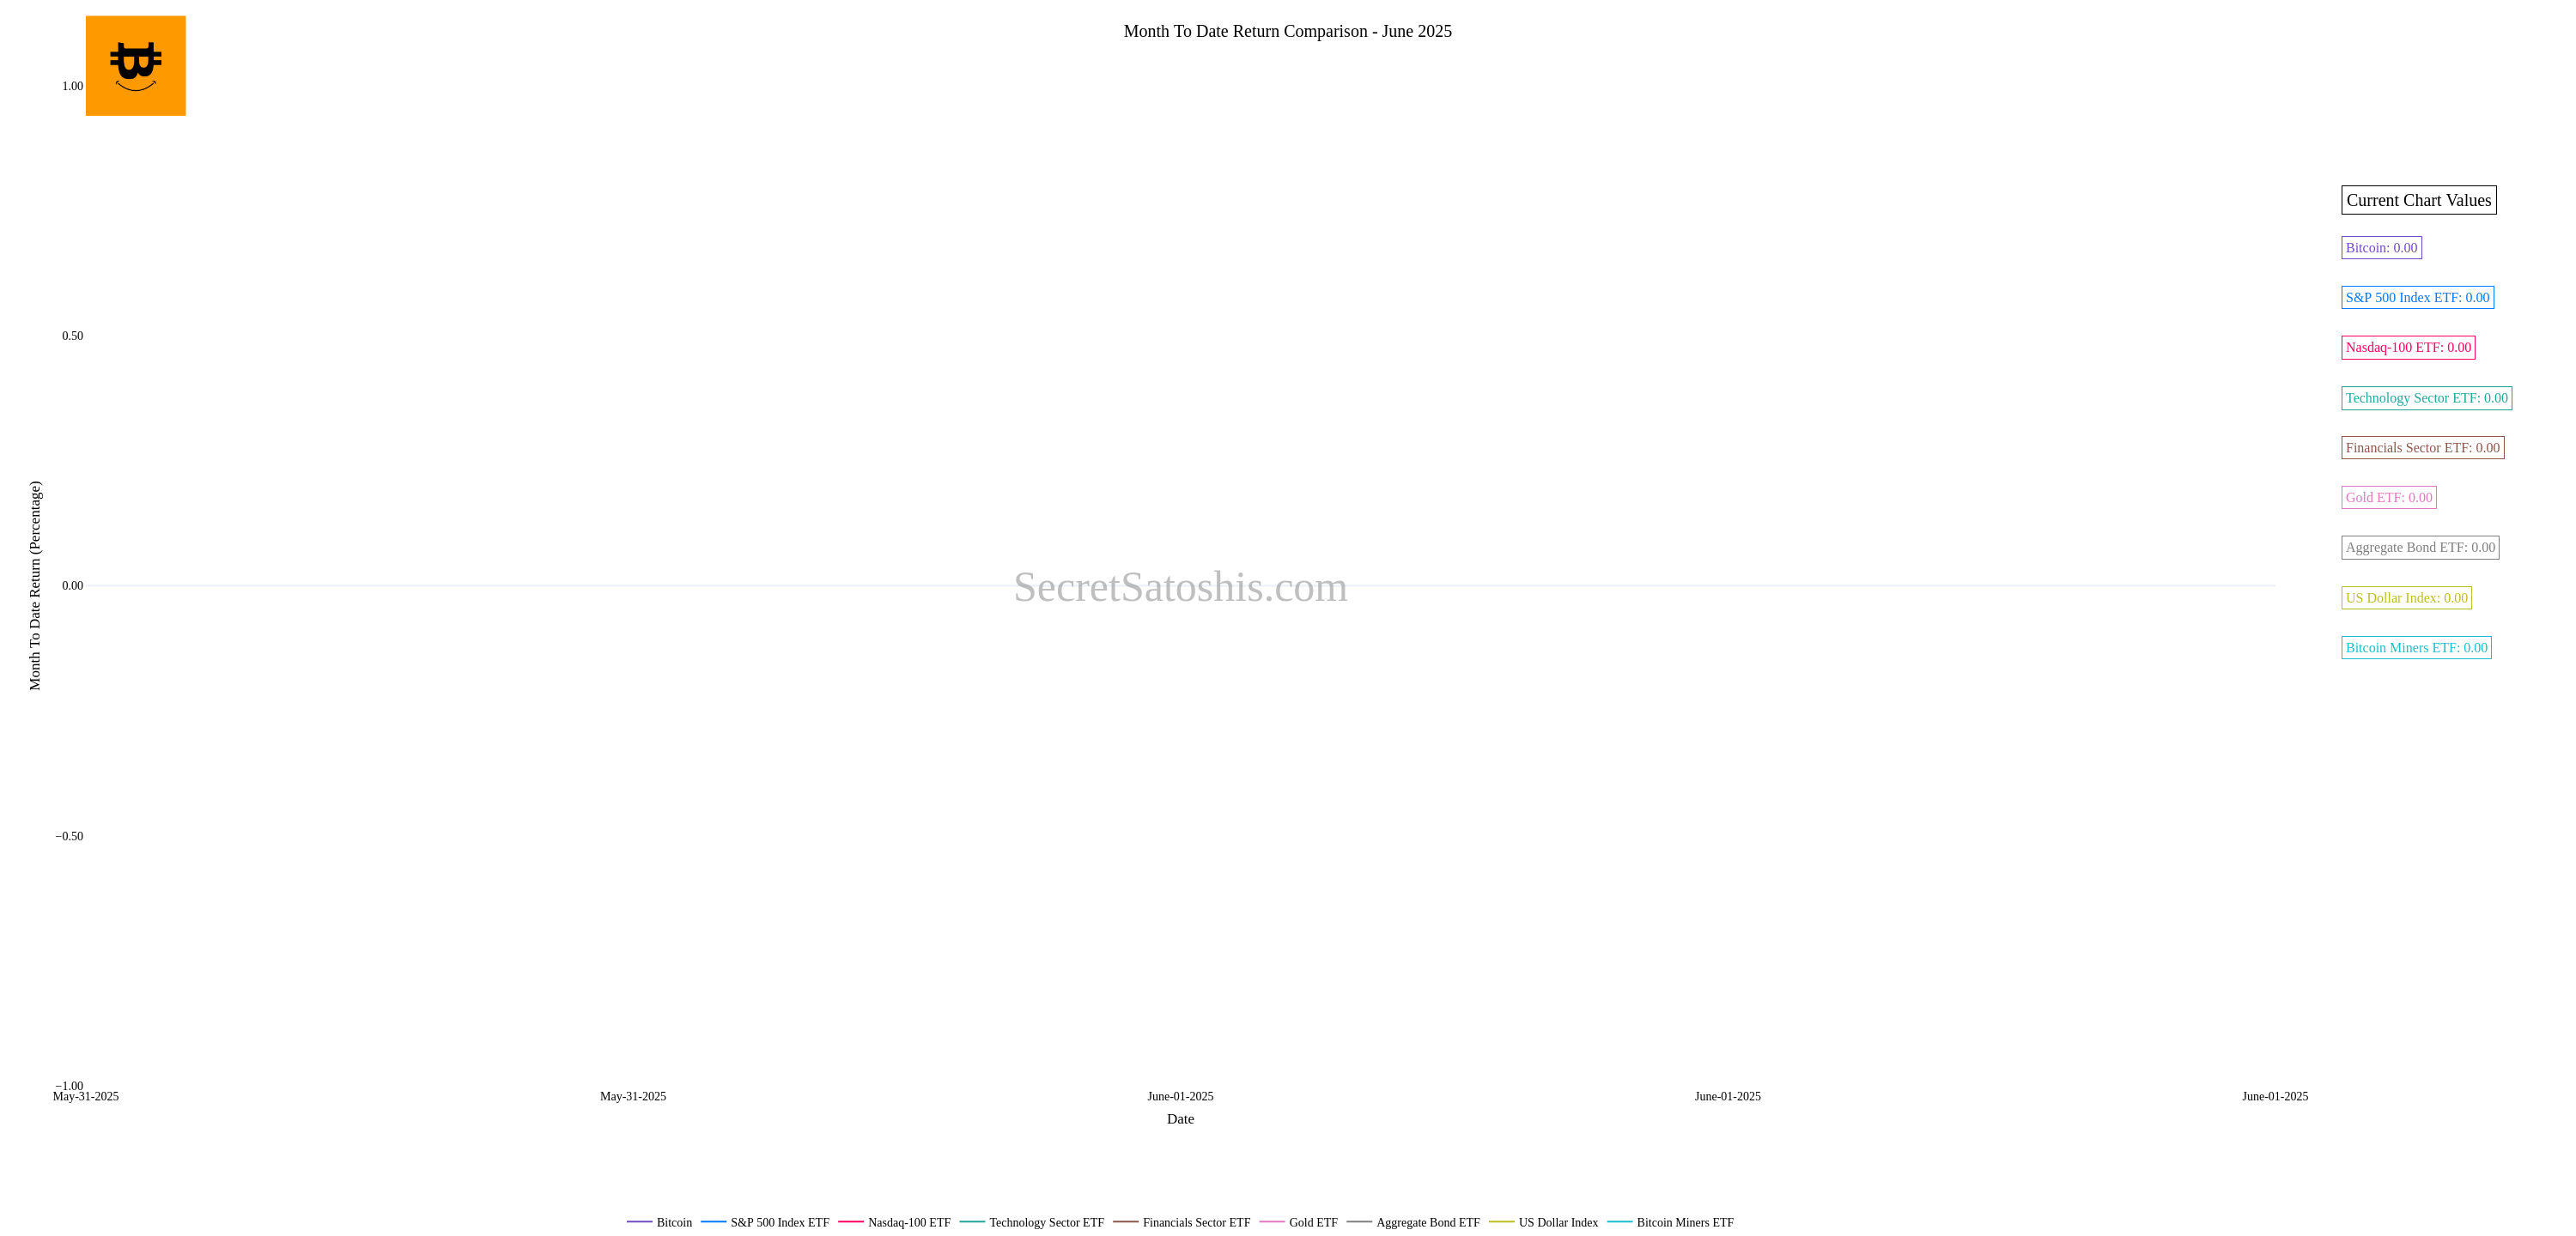 Month To Date Return Comparison - June 2025
1.00
0.50
0.00
−0.50
−1.00
Month To Date Return (Percentage)
SecretSatoshis.com
May-31-2025
May-31-2025
June-01-2025
June-01-2025
June-01-2025
Date
Current Chart Values
Bitcoin: 0.00
S&P 500 Index ETF: 0.00
Nasdaq-100 ETF: 0.00
Technology Sector ETF: 0.00
Financials Sector ETF: 0.00
Gold ETF: 0.00
Aggregate Bond ETF: 0.00
US Dollar Index: 0.00
Bitcoin Miners ETF: 0.00
Bitcoin
S&P 500 Index ETF
Nasdaq-100 ETF
Technology Sector ETF
Financials Sector ETF
Gold ETF
Aggregate Bond ETF
US Dollar Index
Bitcoin Miners ETF